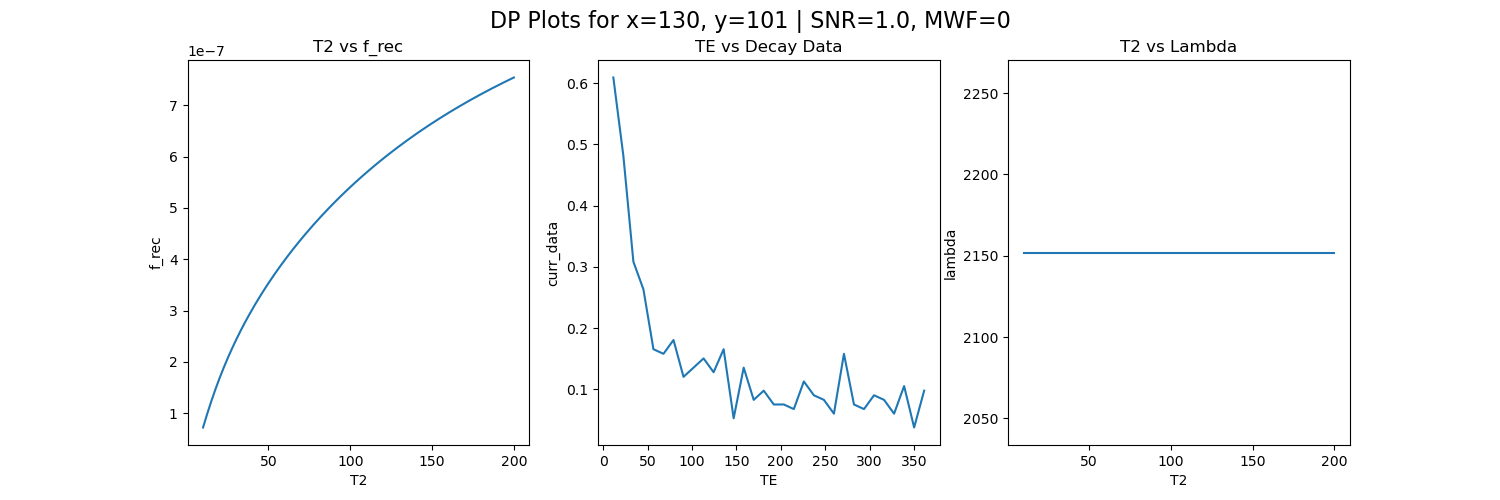 DP Plots for x=130, y=101 | SNR=1.0, MWF=0
T2 vs f_rec
1e−7
7
6
5
4
3
2
1
f_rec
50 100 150 200
T2
TE vs Decay Data
0.6
0.5
0.4
0.3
0.2
0.1
curr_data
0 50 100 150 200 250 300 350
TE
T2 vs Lambda
2250
2200
2150
2100
2050
lambda
50 100 150 200
T2